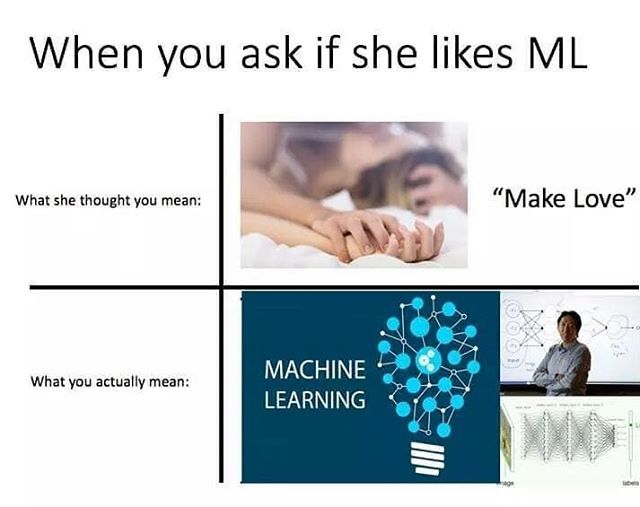 When you ask if she likes ML
What she thought you mean:
“Make Love”
What you actually mean:
MACHINE
LEARNING
labels